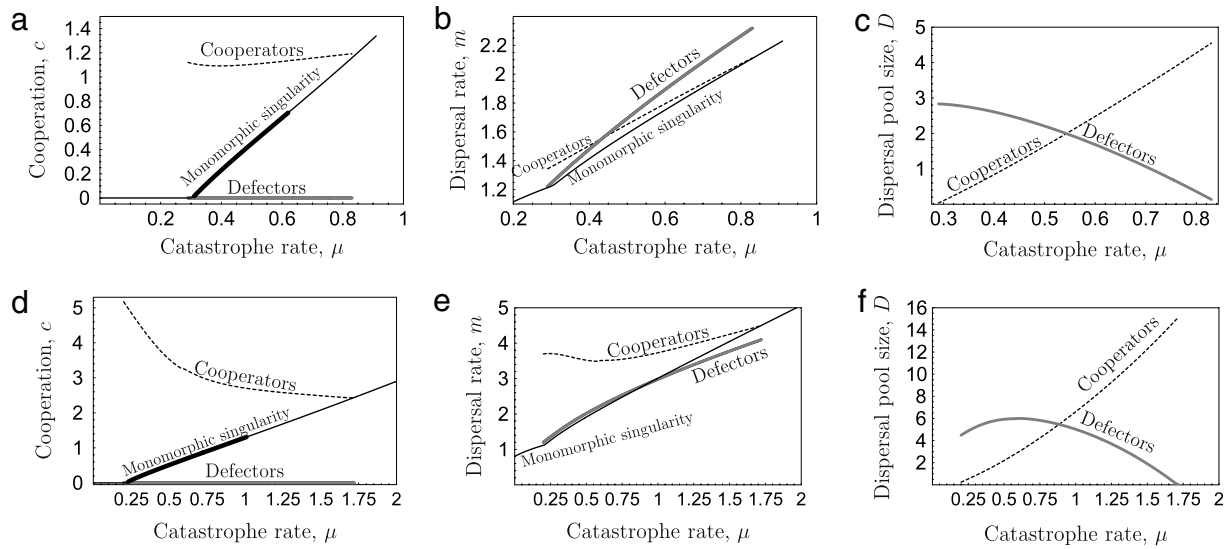 a
Cooperation, c
1.4
1.2
1
0.8
0.6
0.4
0.2
0
Cooperators
Monomorphic singularity
Defectors
0.2 0.4 0.6 0.8 1
Catastrophe rate, μ
b
Dispersal rate, m
2.2
2
1.8
1.6
1.4
1.2
Defectors
Cooperators
Monomorphic singularity
0.2 0.4 0.6 0.8 1
Catastrophe rate, μ
c
Dispersal pool size, D
5
4
3
2
1
Cooperators
Defectors
0.3 0.4 0.5 0.6 0.7 0.8
Catastrophe rate, μ
d
Cooperation, c
5
4
3
2
1
0
Cooperators
Monomorphic singularity
Defectors
0.25 0.5 0.75 1 1.25 1.5 1.75 2
Catastrophe rate, μ
e
Dispersal rate, m
5
4
3
2
1
0
Cooperators
Defectors
Monomorphic singularity
0.25 0.5 0.75 1 1.25 1.5 1.75 2
Catastrophe rate, μ
f
Dispersal pool size, D
16
14
12
10
8
6
4
2
Cooperators
Defectors
0.25 0.5 0.75 1 1.25 1.5 1.75 2
Catastrophe rate, μ